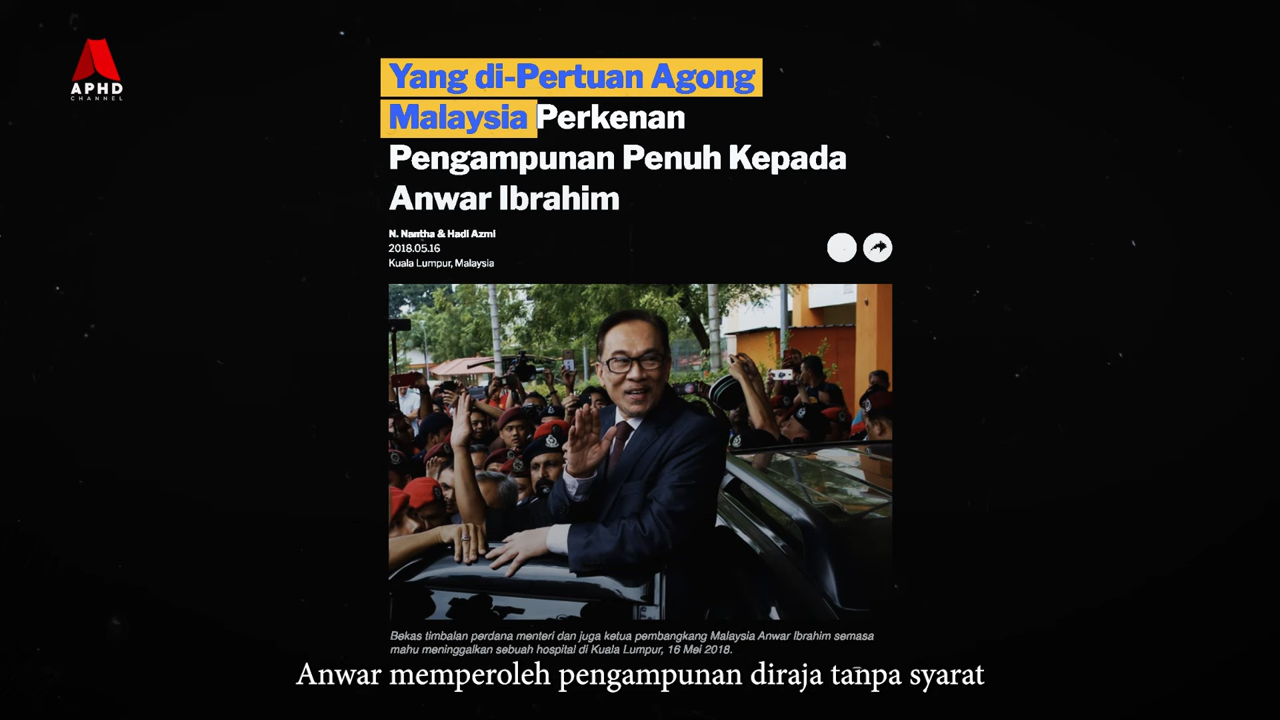 APHD
CHANNEL
Yang di-Pertuan Agong
Malaysia Perkenan
Pengampunan Penuh Kepada
Anwar Ibrahim
N. Nantha & Hadi Azmi
2018.05.16
Kuala Lumpur, Malaysia
Bekas timbalan perdana menteri dan juga ketua pembangkang Malaysia Anwar Ibrahim semasa
mahu meninggalkan sebuah hospital di Kuala Lumpur, 16 Mei 2018.
Anwar memperoleh pengampunan diraja tanpa syarat